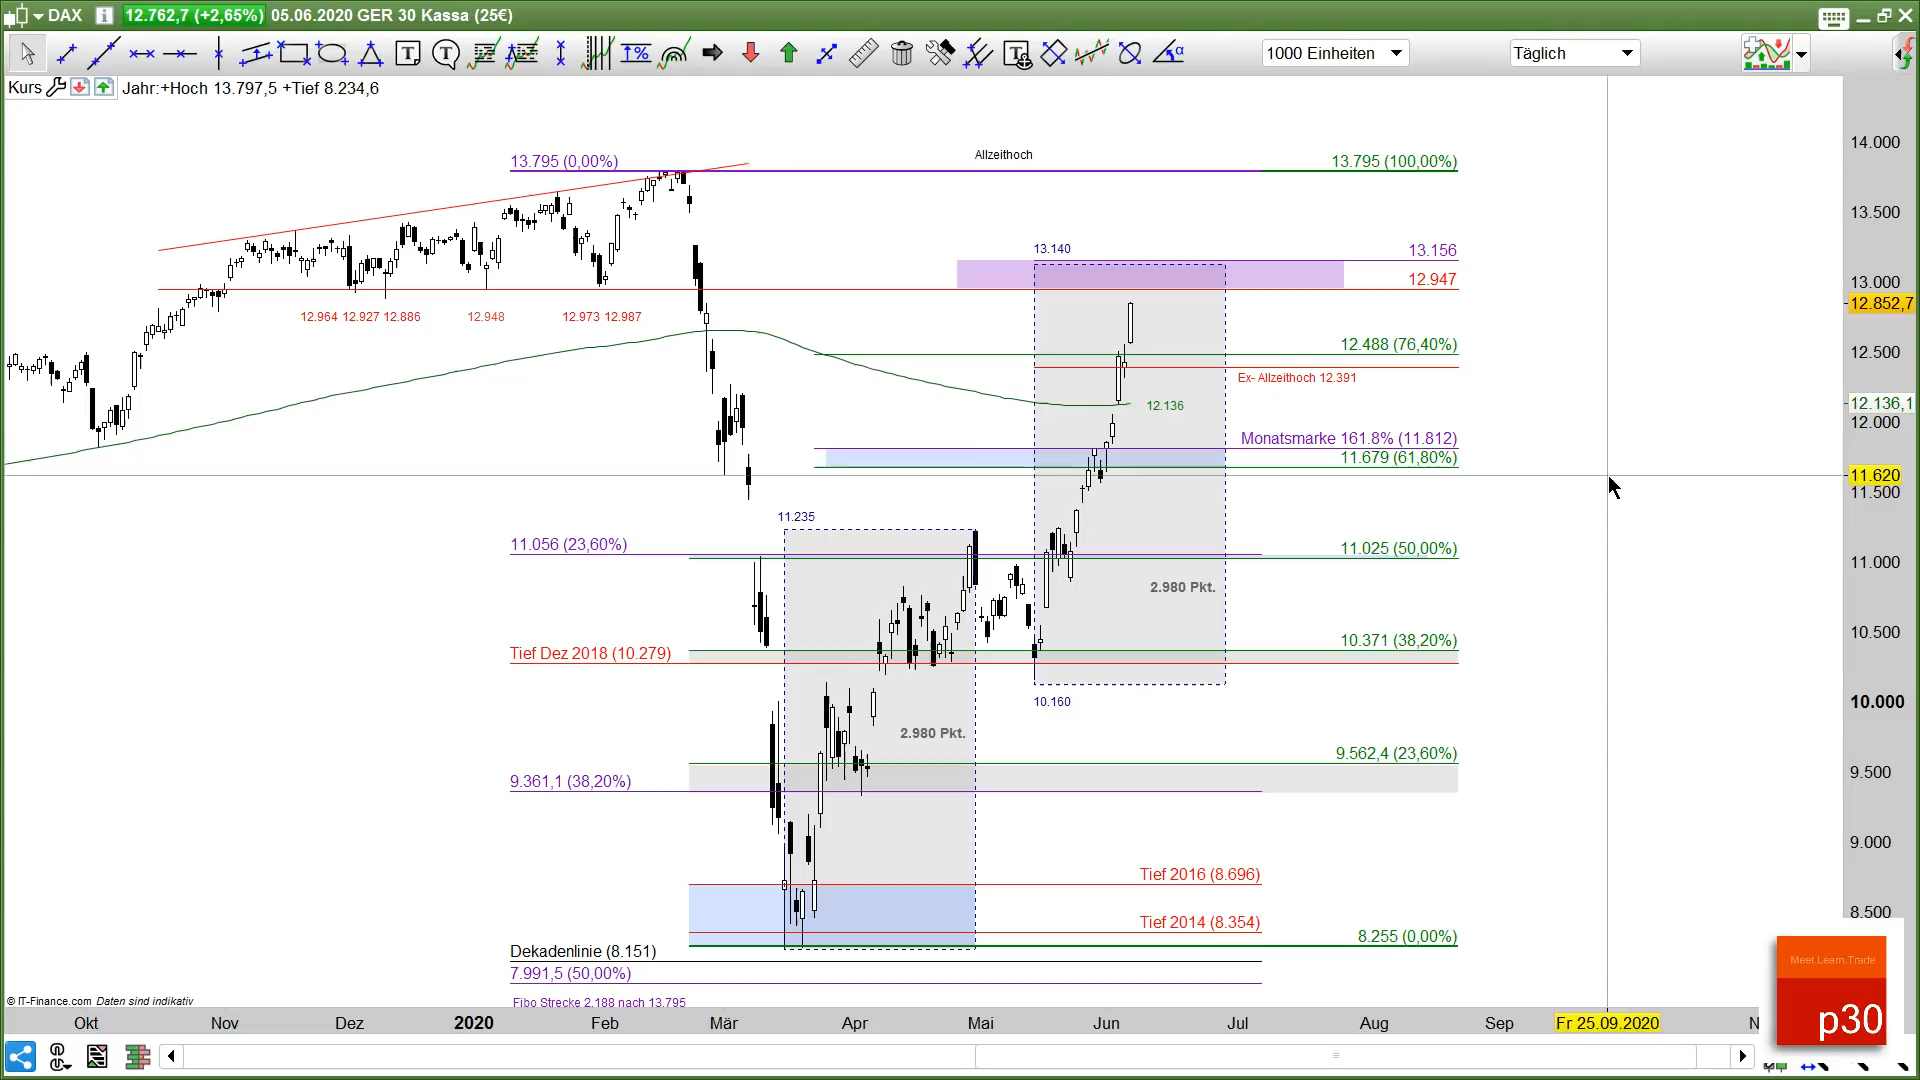 DAX i 12.762,7 (+2,65%) 05.06.2020 GER 30 Kassa (25€)
T T % T α 1000 Einheiten Täglich
Kurs Jahr:+Hoch 13.797,5 +Tief 8.234,6
14.000
13.795 (0,00%) Allzeithoch 13.795 (100,00%)
13.500
13.140 13.156
12.947
13.000
12.852,7
12.964 12.927 12.886 12.948 12.973 12.987
12.488 (76,40%)
12.500
Ex- Allzeithoch 12.391
12.136 12.136,1
12.000
Monatsmarke 161.8% (11.812)
11.679 (61,80%)
11.620
11.500
11.235
11.056 (23,60%) 11.025 (50,00%)
11.000
2.980 Pkt.
10.500
10.371 (38,20%)
Tief Dez 2018 (10.279)
10.160 10.000
2.980 Pkt.
9.562,4 (23,60%)
9.500
9.361,1 (38,20%)
9.000
Tief 2016 (8.696)
8.500
Tief 2014 (8.354)
8.255 (0,00%)
Dekadenlinie (8.151)
7.991,5 (50,00%)
Fibo Strecke 2.188 nach 13.795
© IT-Finance.com Daten sind indikativ
Meet.Learn.Trade
p30
Okt Nov Dez 2020 Feb Mär Apr Mai Jun Jul Aug Sep Fr 25.09.2020 N